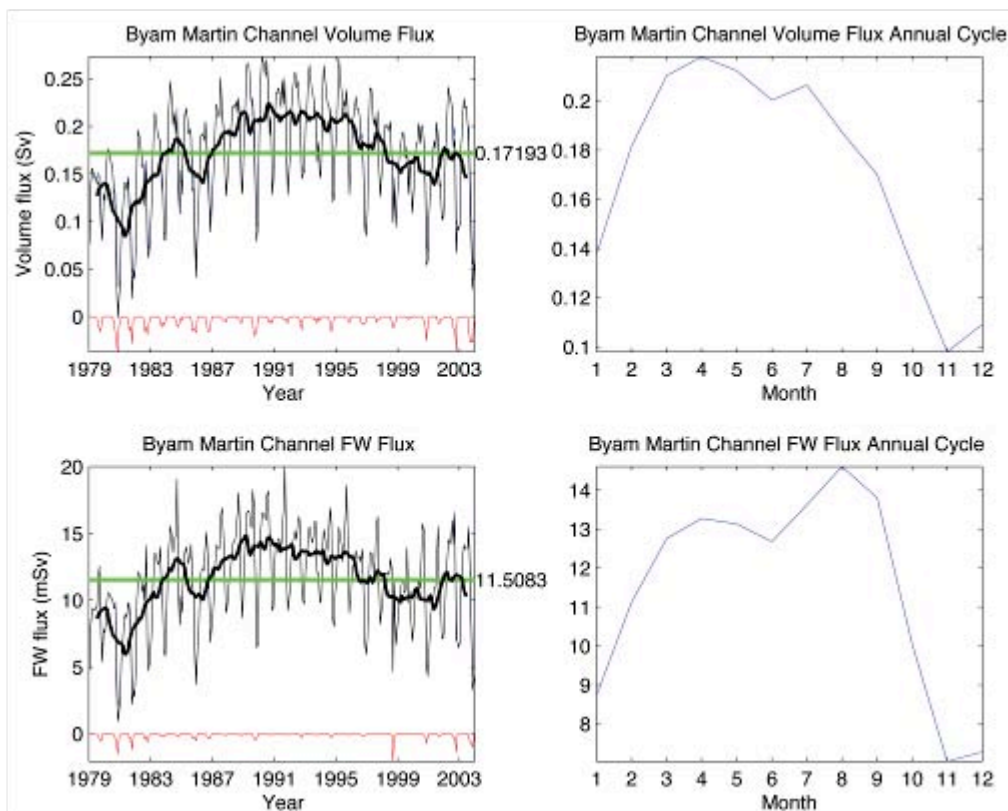 Byam Martin Channel Volume Flux
Volume flux (Sv)
0.25
0.2
0.15
0.1
0.05
0
0.17193
1979 1983 1987 1991 1995 1999 2003
Year
Byam Martin Channel Volume Flux Annual Cycle
0.2
0.18
0.16
0.14
0.12
0.1
1 2 3 4 5 6 7 8 9 10 11 12
Month
Byam Martin Channel FW Flux
FW flux (mSv)
20
15
10
5
0
11.5083
1979 1983 1987 1991 1995 1999 2003
Year
Byam Martin Channel FW Flux Annual Cycle
14
13
12
11
10
9
8
1 2 3 4 5 6 7 8 9 10 11 12
Month